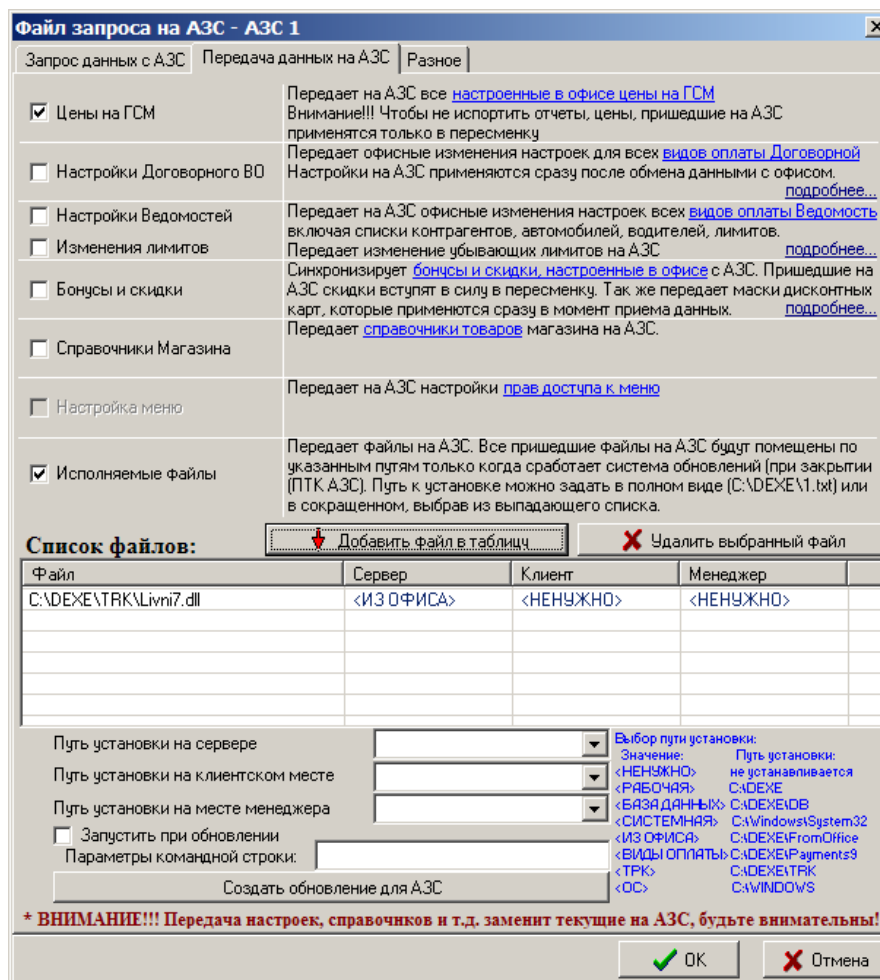 Файл запроса на АЗС - АЗС 1
Запрос данных с АЗС Передача данных на АЗС Разное
Цены на ГСМ
Передает на АЗС все настроенные в офисе цены на ГСМ
Внимание!!! Чтобы не испортить отчеты, цены, пришедшие на АЗС
применятся только в пересменку
Настройки Договорного ВО
Передает офисные изменения настроек для всех видов оплаты Договорной
Настройки на АЗС применяются сразу после обмена данными с офисом.
подробнее...
Настройки Ведомостей
Передает на АЗС офисные изменения настроек всех видов оплаты Ведомость
включая списки контрагентов, автомобилей, водителей, лимитов.
Изменения лимитов
Передает изменение убывающих лимитов на АЗС подробнее...
Бонусы и скидки
Синхронизирует бонусы и скидки, настроенные в офисе с АЗС. Пришедшие на
АЗС скидки вступят в силу в пересменку. Так же передает маски дисконтных
карт, которые применются сразу в момент приема данных. подробнее...
Справочники Магазина
Передает справочники товаров магазина на АЗС.
Настройка меню
Передает на АЗС настройки прав доступа к меню
Исполняемые файлы
Передает файлы на АЗС. Все пришедшие файлы на АЗС будут помещены по
указанным путям только когда сработает система обновлений (при закрытии
(ПТК АЗС). Путь к установке можно задать в полном виде (C:\DEXE\1.txt) или
в сокращенном, выбрав из выпадающего списка.
Список файлов: Добавить файл в таблицу Удалить выбранный файл
Файл Сервер Клиент Менеджер
C:\DEXE\TRK\Livni7.dll <ИЗ ОФИСА> <НЕНУЖНО> <НЕНУЖНО>
Путь установки на сервере
Путь установки на клиентском месте
Путь установки на месте менеджера
Запустить при обновлении
Параметры командной строки:
Создать обновление для АЗС
Выбор пути установки:
Значение: Путь установки:
<НЕНУЖНО> не устанавливается
<РАБОЧАЯ> C:\DEXE
<БАЗА ДАННЫХ> C:\DEXE\DB
<СИСТЕМНАЯ> C:\Windows\System32
<ИЗ ОФИСА> C:\DEXE\FromOffice
<ВИДЫ ОПЛАТЫ> C:\DEXE\Payments9
<ТРК> C:\DEXE\TRK
<ОС> C:\WINDOWS
* ВНИМАНИЕ!!! Передача настроек, справочнков и т.д. заменит текущие на АЗС, будьте внимательны!
OK Отмена